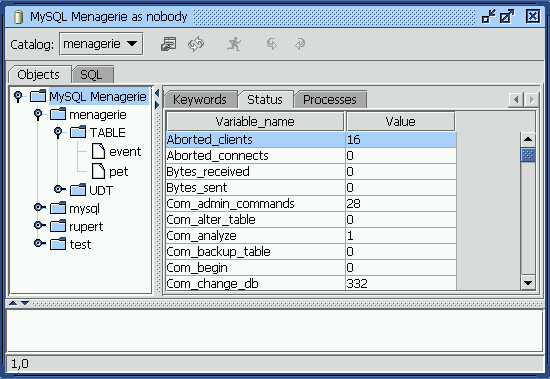 MySQL Menagerie as nobody
Catalog: menagerie
Objects SQL
MySQL Menagerie
menagerie
TABLE
event
pet
UDT
mysql
rupert
test
Keywords Status Processes
Variable_name Value
Aborted_clients 16
Aborted_connects 0
Bytes_received 0
Bytes_sent 0
Com_admin_commands 28
Com_alter_table 0
Com_analyze 1
Com_backup_table 0
Com_begin 0
Com_change_db 332
1,0